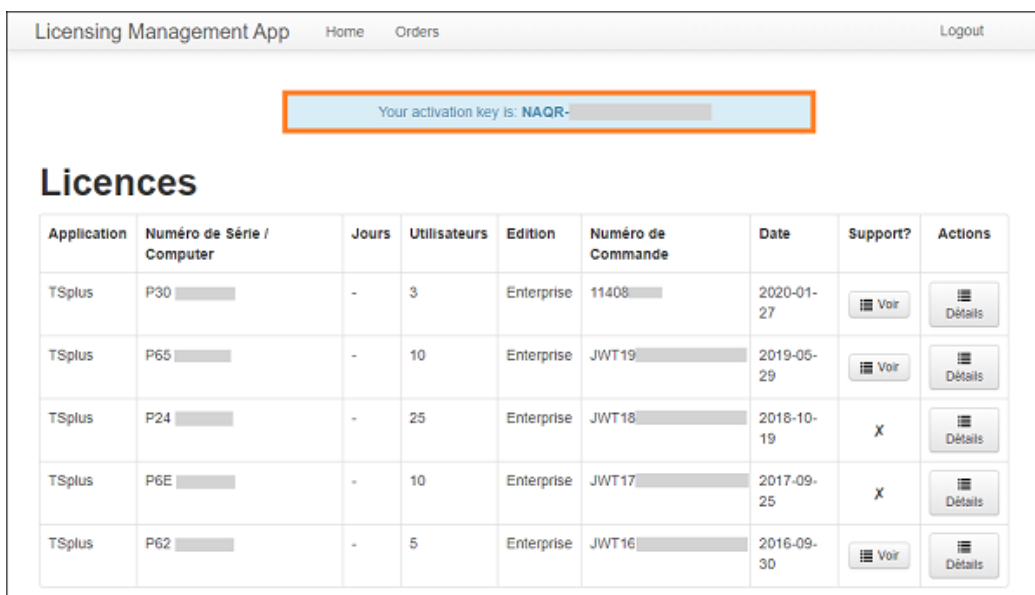 Licensing Management App Home Orders Logout
Your activation key is: NAQR-
Licences
Application Numéro de Série / Jours Utilisateurs Edition Numéro de Date Support? Actions
Computer Commande
TSplus P30 - 3 Enterprise 11408 2020-01-
27 Voir
Détails
TSplus P65 - 10 Enterprise JWT19 2019-05-
29 Voir
Détails
TSplus P24 - 25 Enterprise JWT18 2018-10-
19 X
Détails
TSplus P6E - 10 Enterprise JWT17 2017-09-
25 X
Détails
TSplus P62 - 5 Enterprise JWT16 2016-09-
30 Voir
Détails